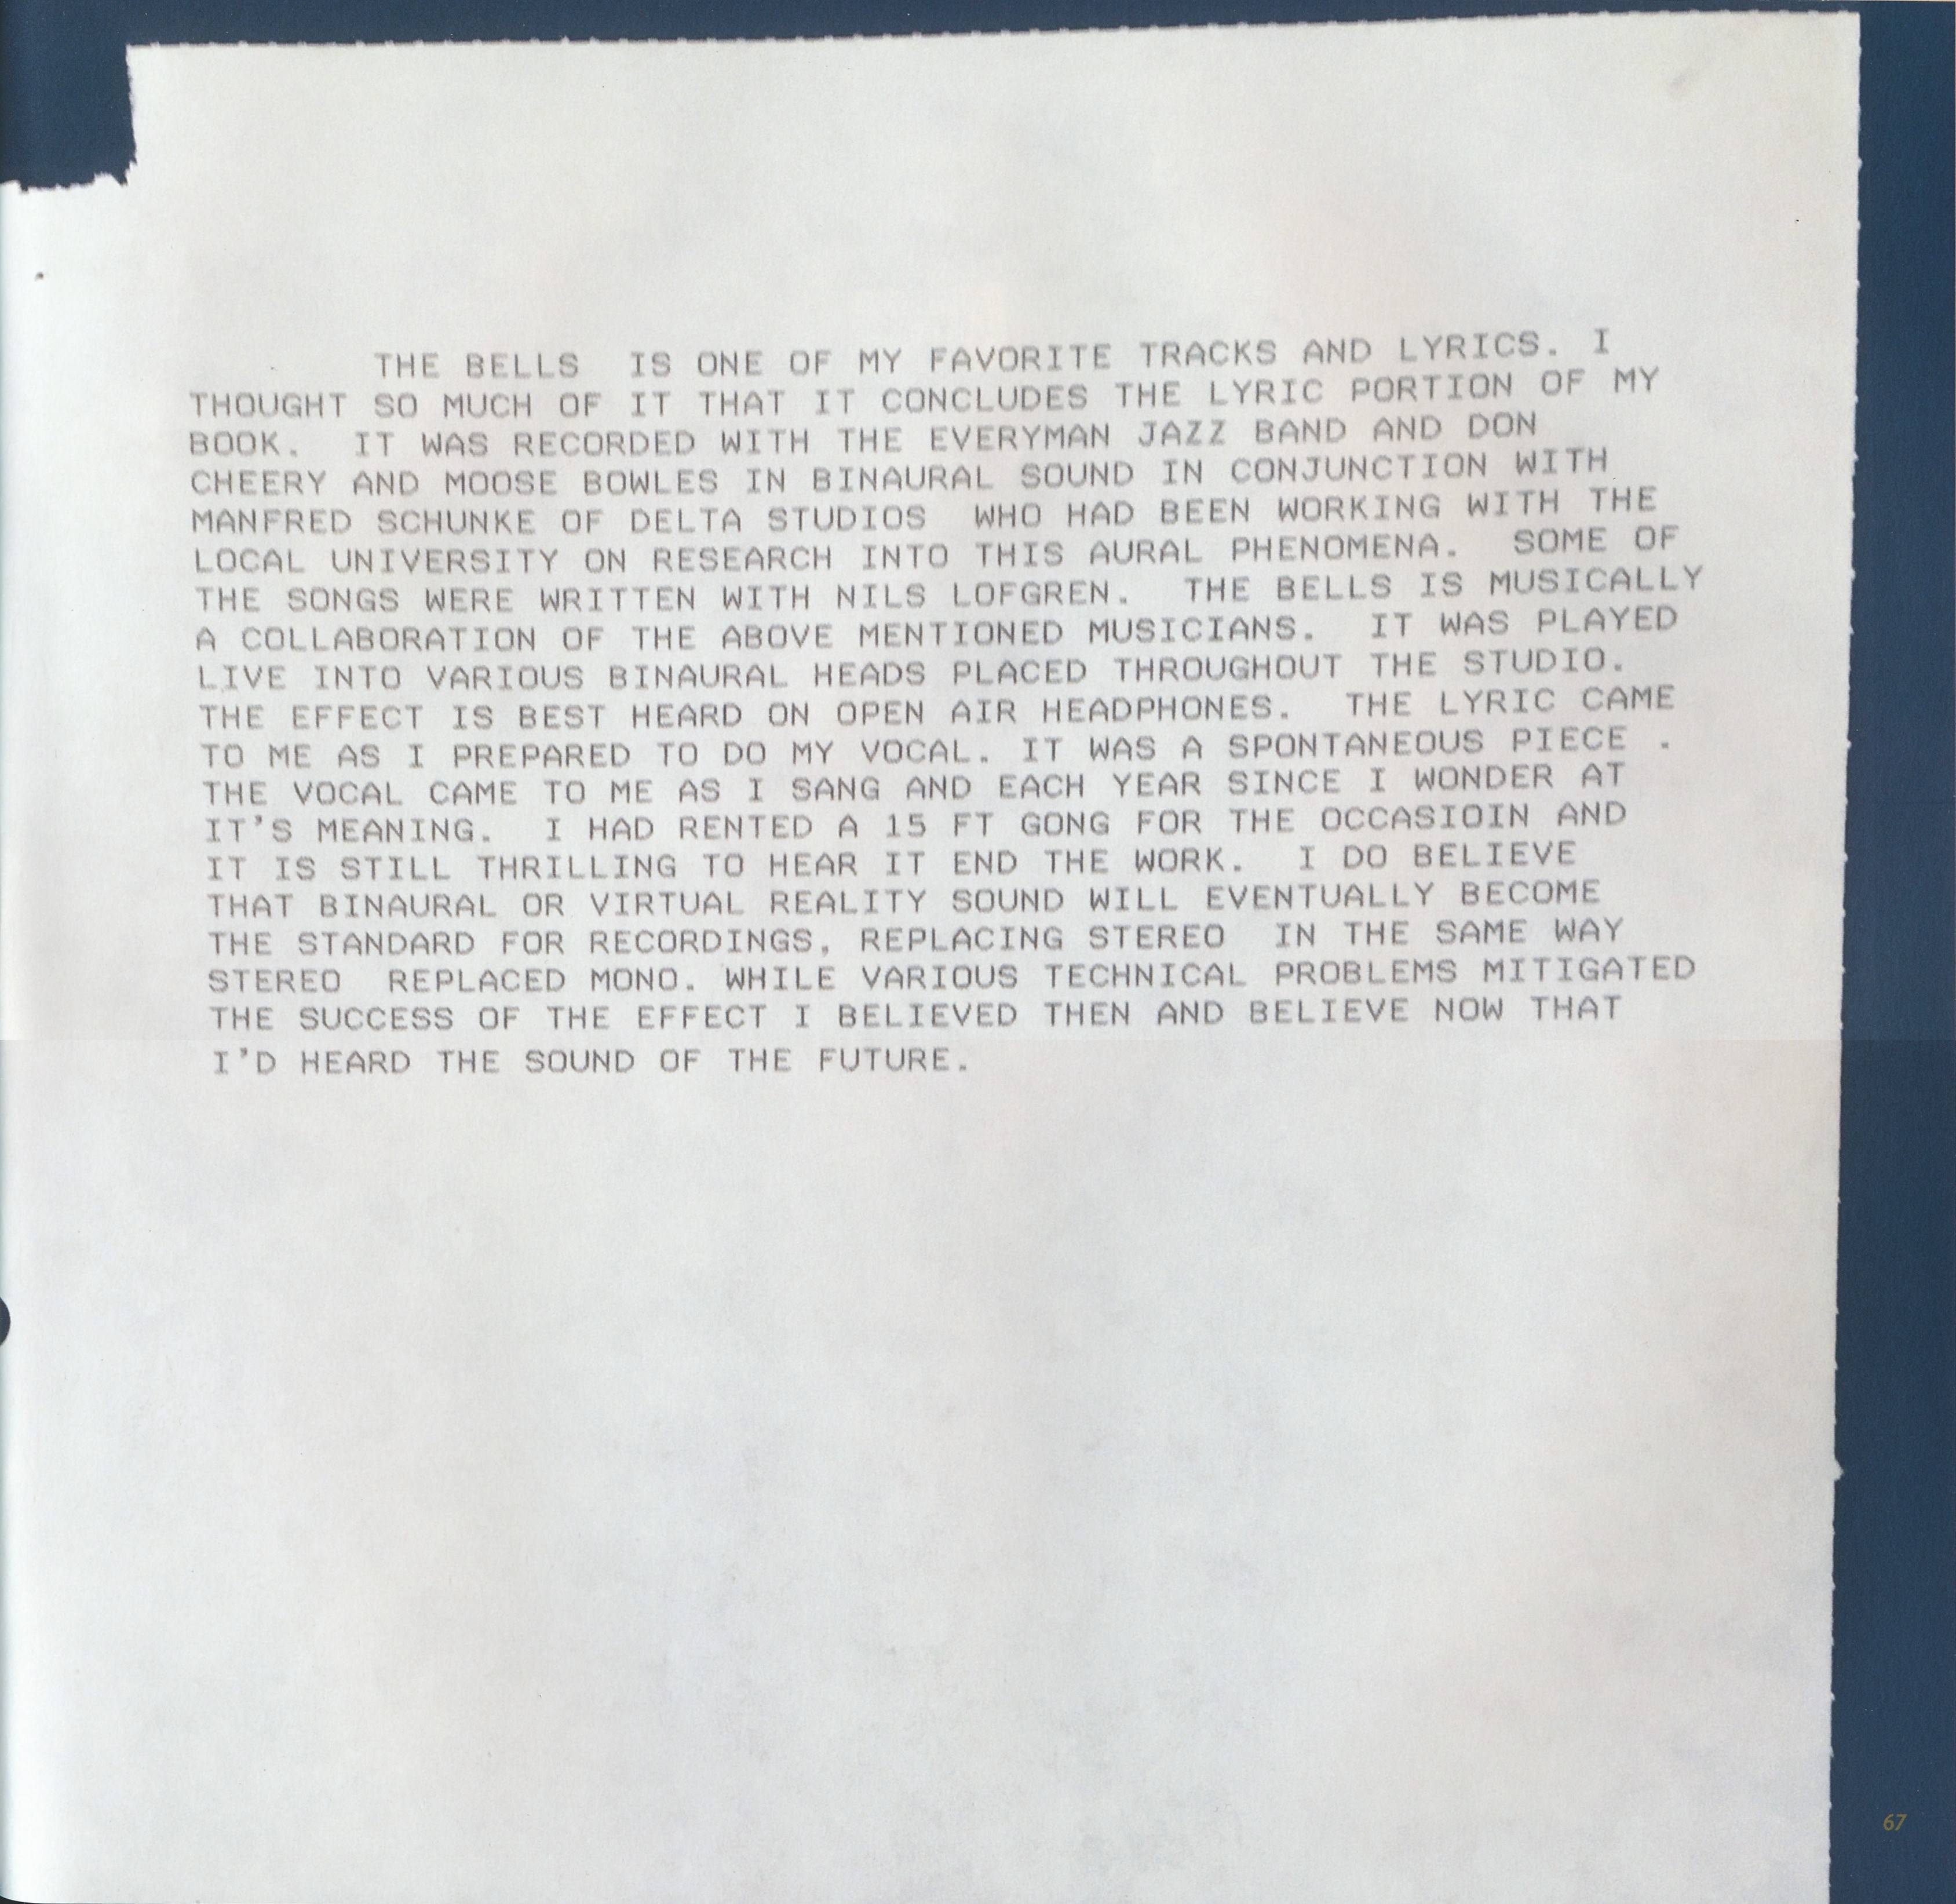 THE BELLS  IS ONE OF MY FAVORITE TRACKS AND LYRICS. I
THOUGHT SO MUCH OF IT THAT IT CONCLUDES THE LYRIC PORTION OF MY
BOOK.  IT WAS RECORDED WITH THE EVERYMAN JAZZ BAND AND DON
CHEERY AND MOOSE BOWLES IN BINAURAL SOUND IN CONJUNCTION WITH
MANFRED SCHUNKE OF DELTA STUDIOS  WHO HAD BEEN WORKING WITH THE
LOCAL UNIVERSITY ON RESEARCH INTO THIS AURAL PHENOMENA.  SOME OF
THE SONGS WERE WRITTEN WITH NILS LOFGREN.  THE BELLS IS MUSICALLY
A COLLABORATION OF THE ABOVE MENTIONED MUSICIANS.  IT WAS PLAYED
LIVE INTO VARIOUS BINAURAL HEADS PLACED THROUGHOUT THE STUDIO.
THE EFFECT IS BEST HEARD ON OPEN AIR HEADPHONES.  THE LYRIC CAME
TO ME AS I PREPARED TO DO MY VOCAL. IT WAS A SPONTANEOUS PIECE .
THE VOCAL CAME TO ME AS I SANG AND EACH YEAR SINCE I WONDER AT
IT'S MEANING.  I HAD RENTED A 15 FT GONG FOR THE OCCASIOIN AND
IT IS STILL THRILLING TO HEAR IT END THE WORK.  I DO BELIEVE
THAT BINAURAL OR VIRTUAL REALITY SOUND WILL EVENTUALLY BECOME
THE STANDARD FOR RECORDINGS, REPLACING STEREO  IN THE SAME WAY
STEREO  REPLACED MONO. WHILE VARIOUS TECHNICAL PROBLEMS MITIGATED
THE SUCCESS OF THE EFFECT I BELIEVED THEN AND BELIEVE NOW THAT
I'D HEARD THE SOUND OF THE FUTURE.
67